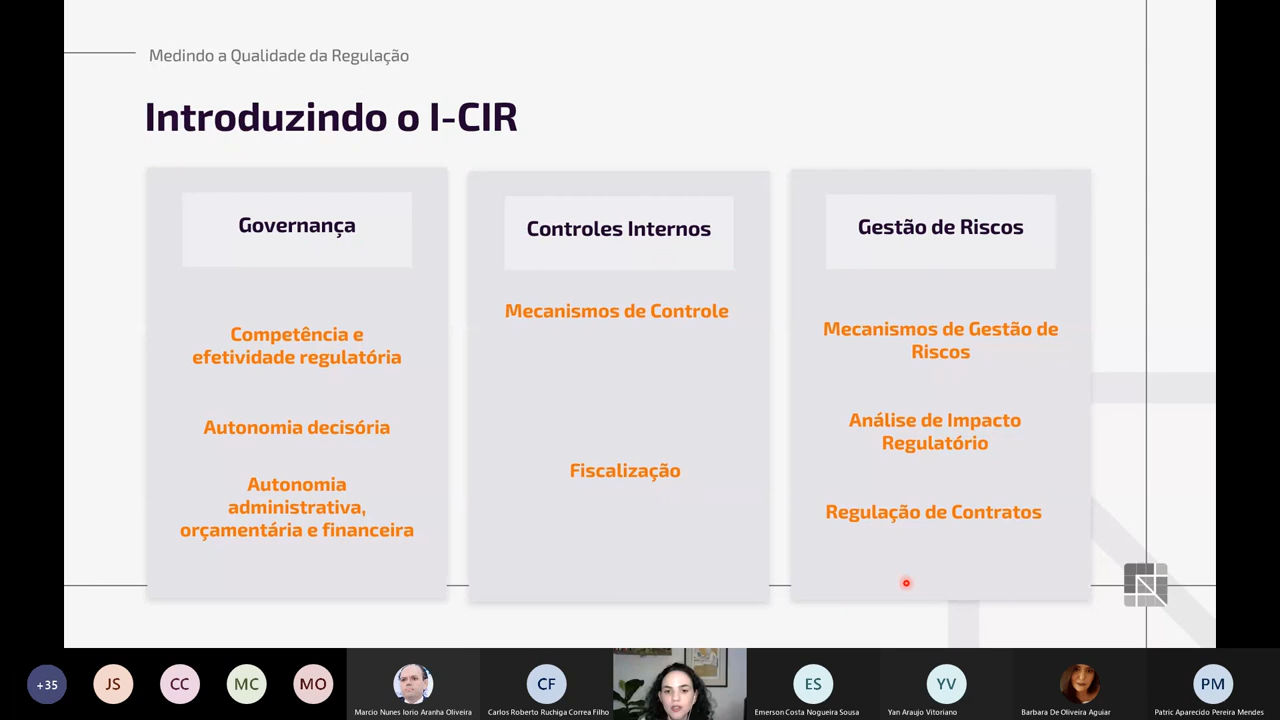 Medindo a Qualidade da Regulação
Introduzindo o I-CIR
Governança
Competência e
efetividade regulatória
Autonomia decisória
Autonomia
administrativa,
orçamentária e financeira
Controles Internos
Mecanismos de Controle
Fiscalização
Gestão de Riscos
Mecanismos de Gestão de
Riscos
Análise de Impacto
Regulatório
Regulação de Contratos
+35
JS
CC
MC
MO
Marcio Nunes Iorio Aranha Oliveira
CF
Carlos Roberto Ruchiga Correa Filho
ES
Emerson Costa Nogueira Sousa
YV
Yan Araujo Vitoriano
Barbara De Oliveira Aguiar
PM
Patric Aparecido Pereira Mendes